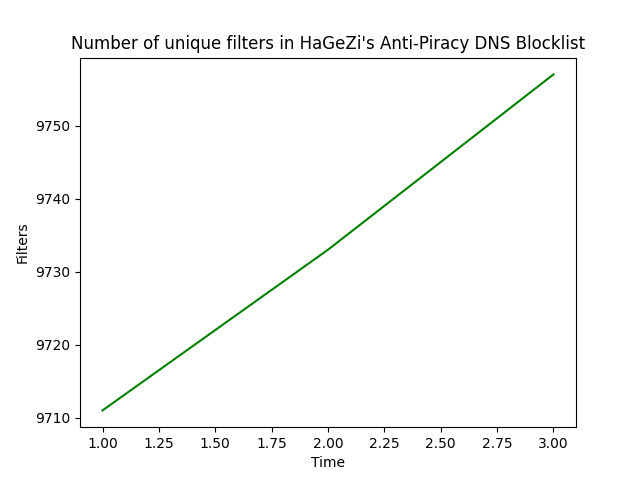 Number of unique filters in HaGeZi's Anti-Piracy DNS Blocklist
9750
9740
9730
9720
9710
Filters
1.00 1.25 1.50 1.75 2.00 2.25 2.50 2.75 3.00
Time